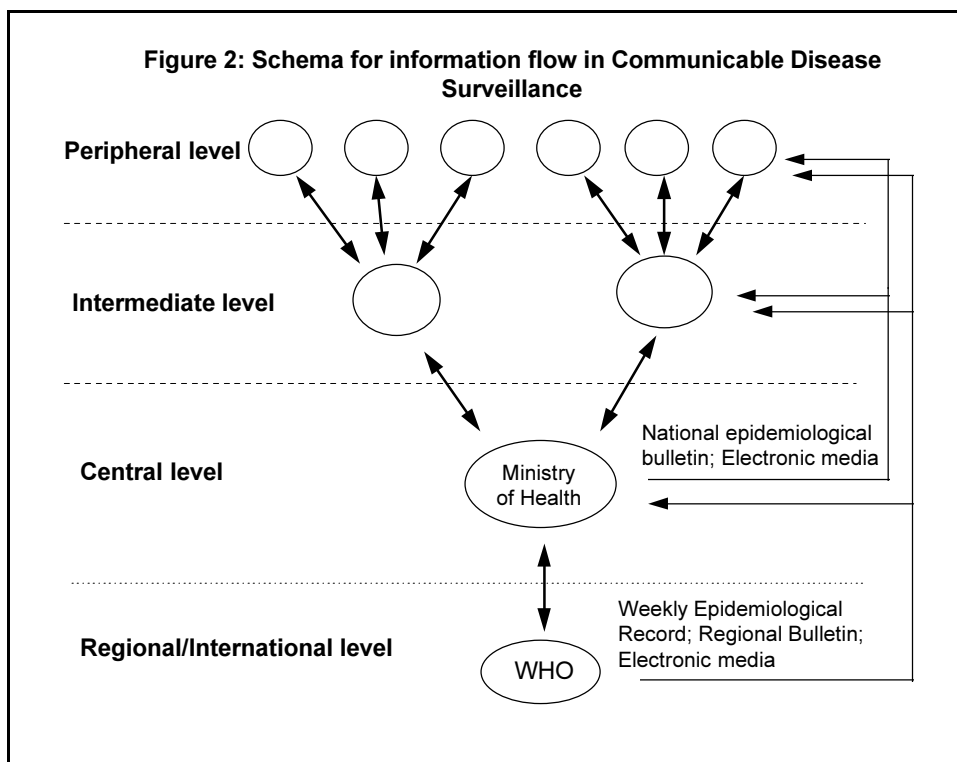 Figure 2: Schema for information flow in Communicable Disease
Surveillance
Peripheral level
Intermediate level
Central level
Ministry
of Health
National epidemiological
bulletin; Electronic media
Regional/International level
WHO
Weekly Epidemiological
Record; Regional Bulletin;
Electronic media